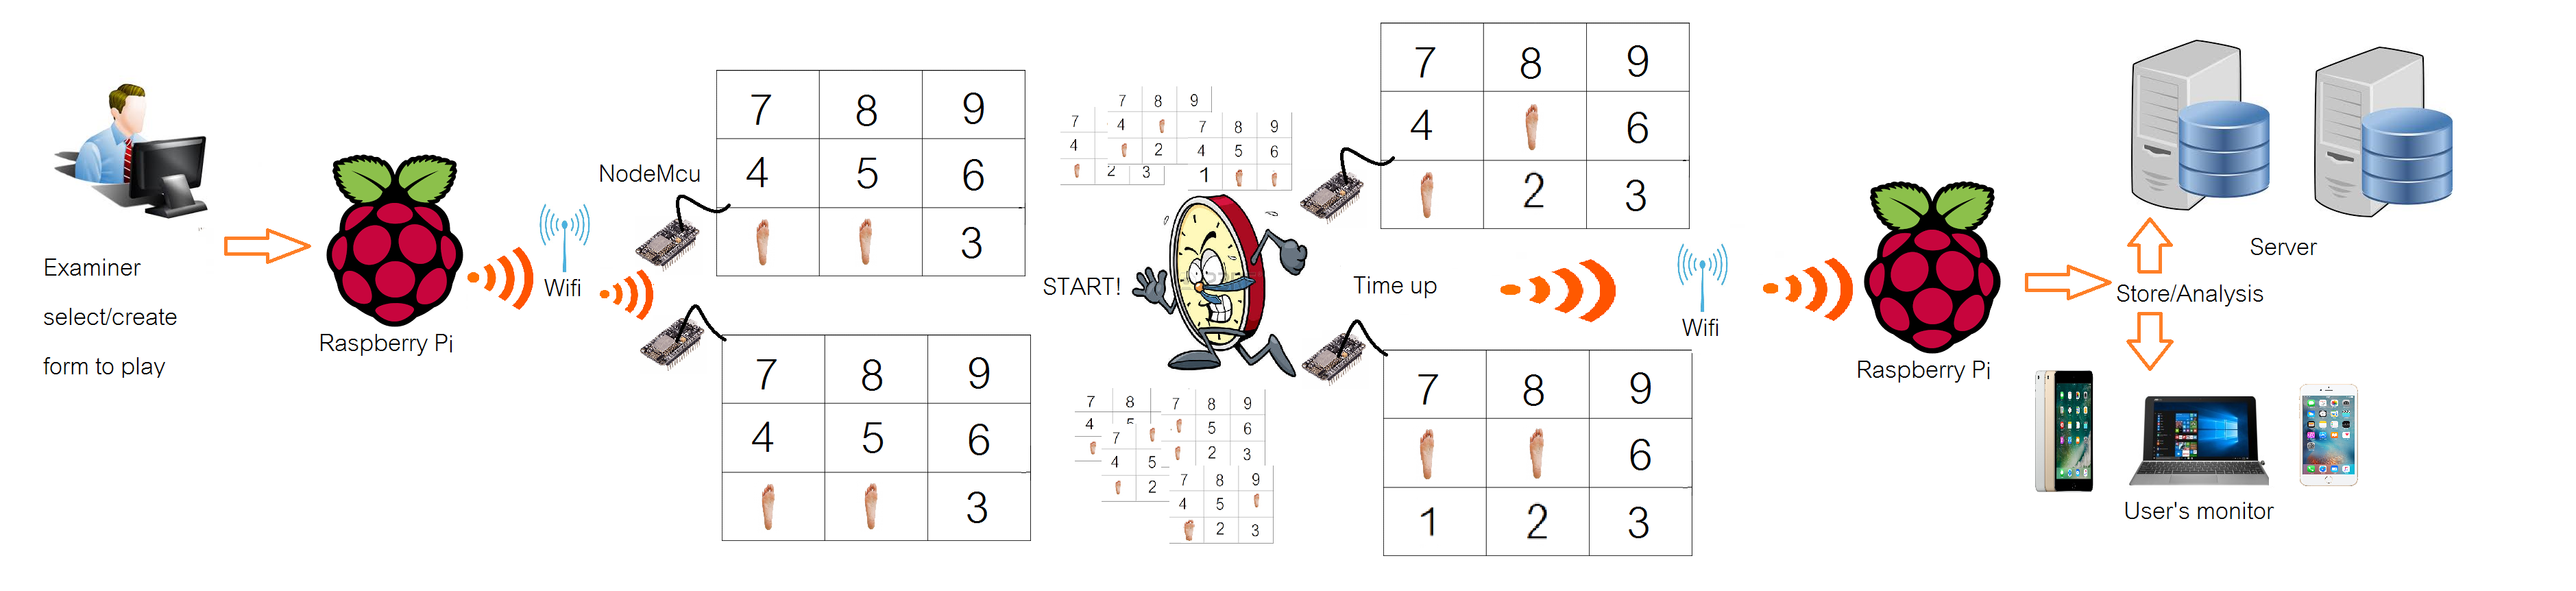 Examiner
select/create
form to play
Raspberry Pi
Wifi
NodeMcu
7 8 9
4 5 6
3
7 8 9
4 5 6
3
START!
7
4
2 3
7 8 9
4
2
7 8 9
4 5 6
1
7 8
4 5
7
4 5
2
7 8 9
5 6
2 3
7 8 9
4 5
2 3
Time up
7 8 9
4 6
2 3
7 8 9
6
1 2 3
Wifi
Raspberry Pi
Store/Analysis
Server
User's monitor